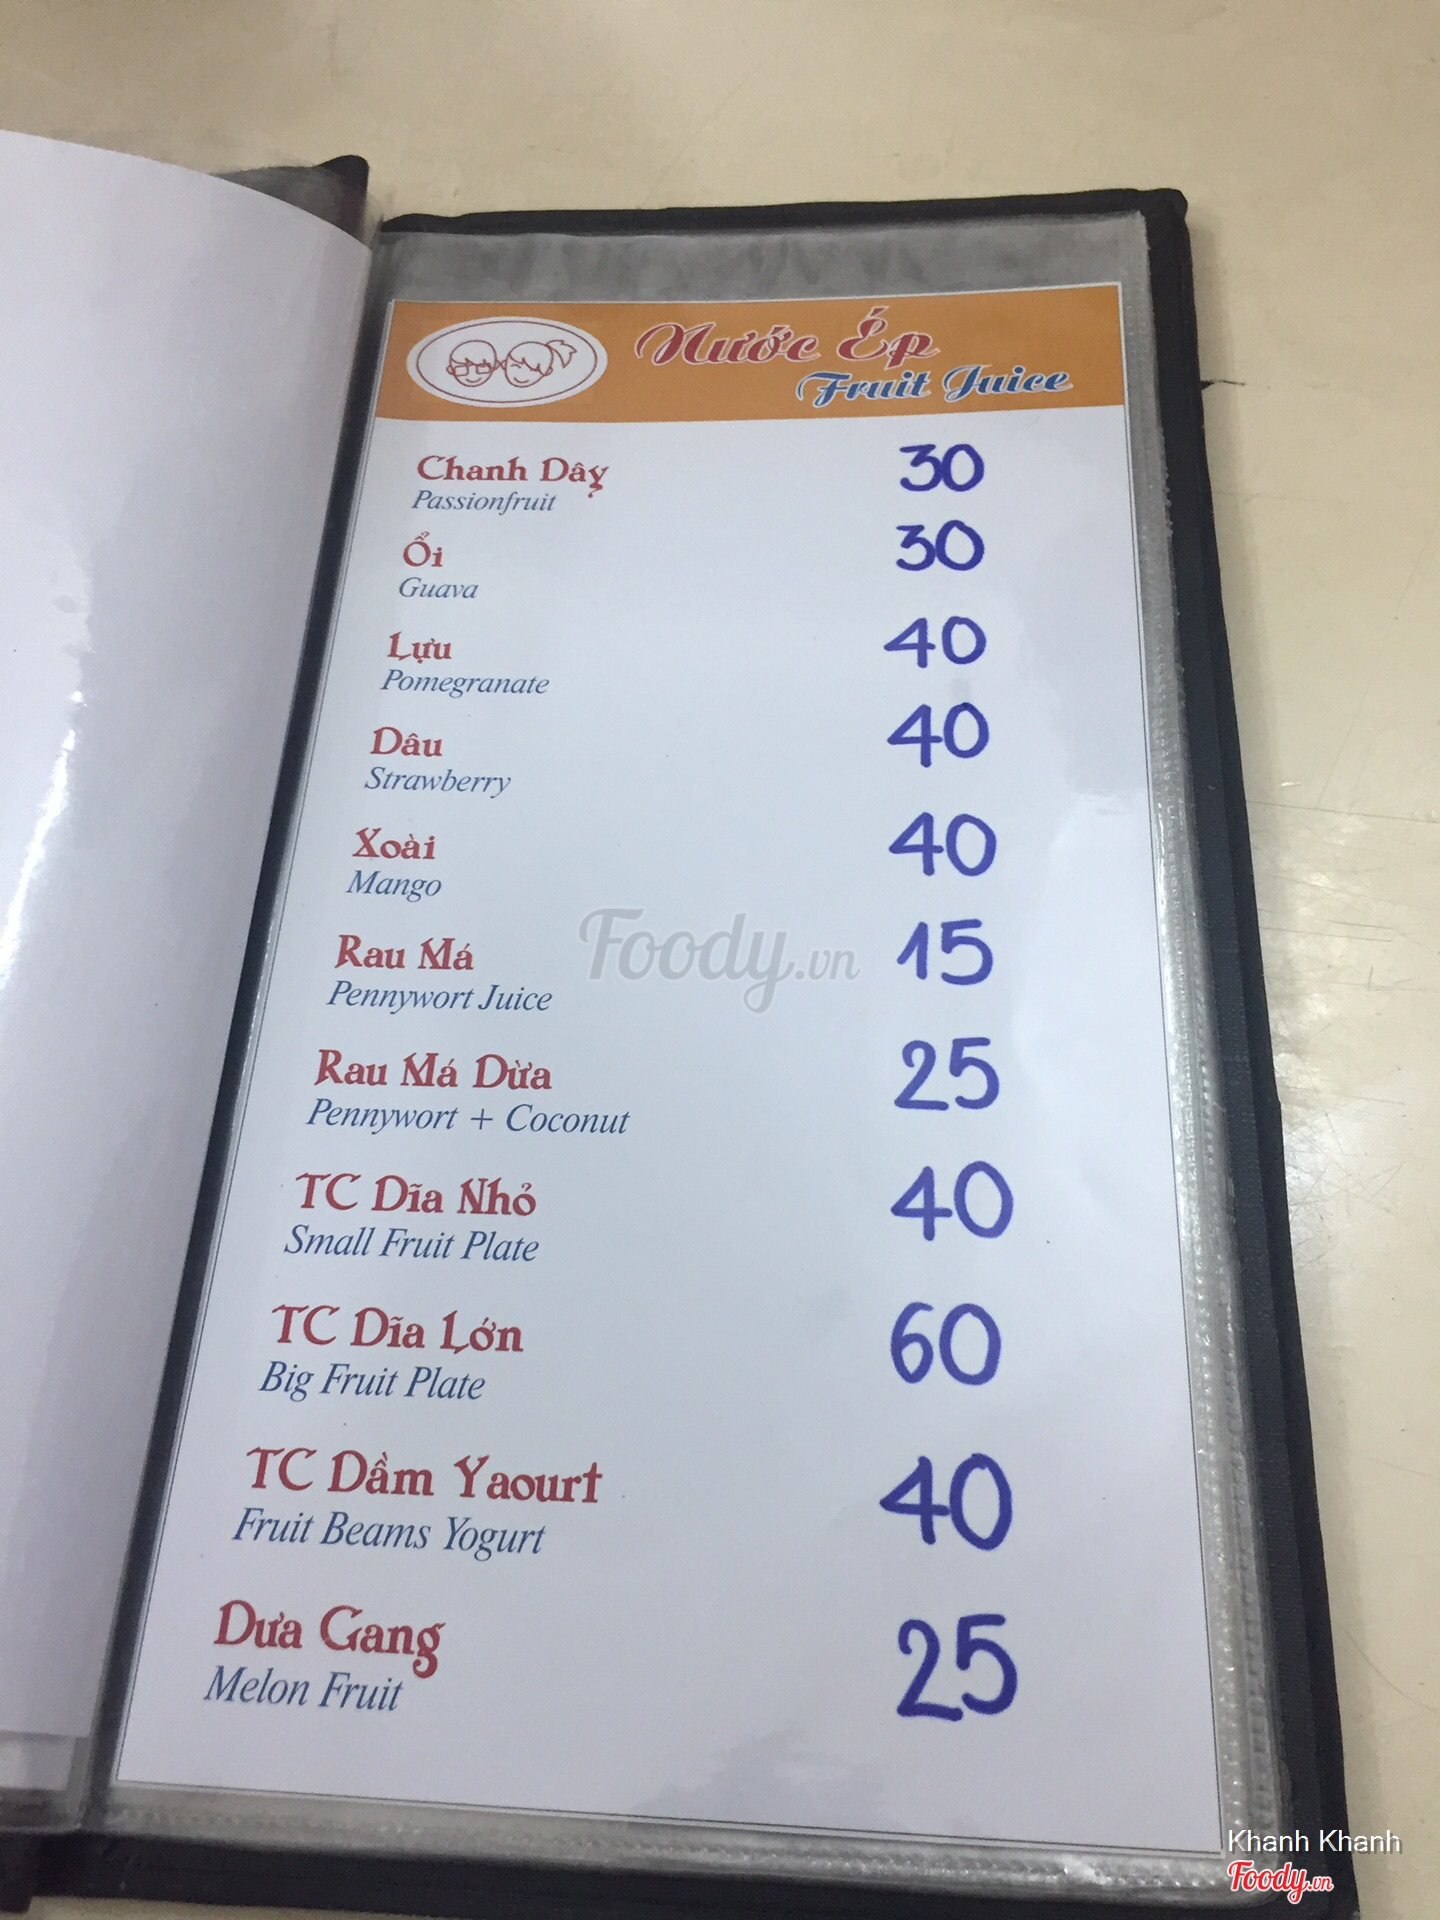 Nước Ép
Fruit Juice
Chanh Dây 30
Passionfruit
Ổi 30
Guava
Lựu 40
Pomegranate
Dâu 40
Strawberry
Xoài 40
Mango
Rau Má 15
Pennywort Juice
Rau Má Dừa 25
Pennywort + Coconut
TC Dĩa Nhỏ 40
Small Fruit Plate
TC Dĩa Lớn 60
Big Fruit Plate
TC Dầm Yaourt 40
Fruit Beams Yogurt
Dưa Gang 25
Melon Fruit
Foody.vn
Khanh Khanh
Foody.vn